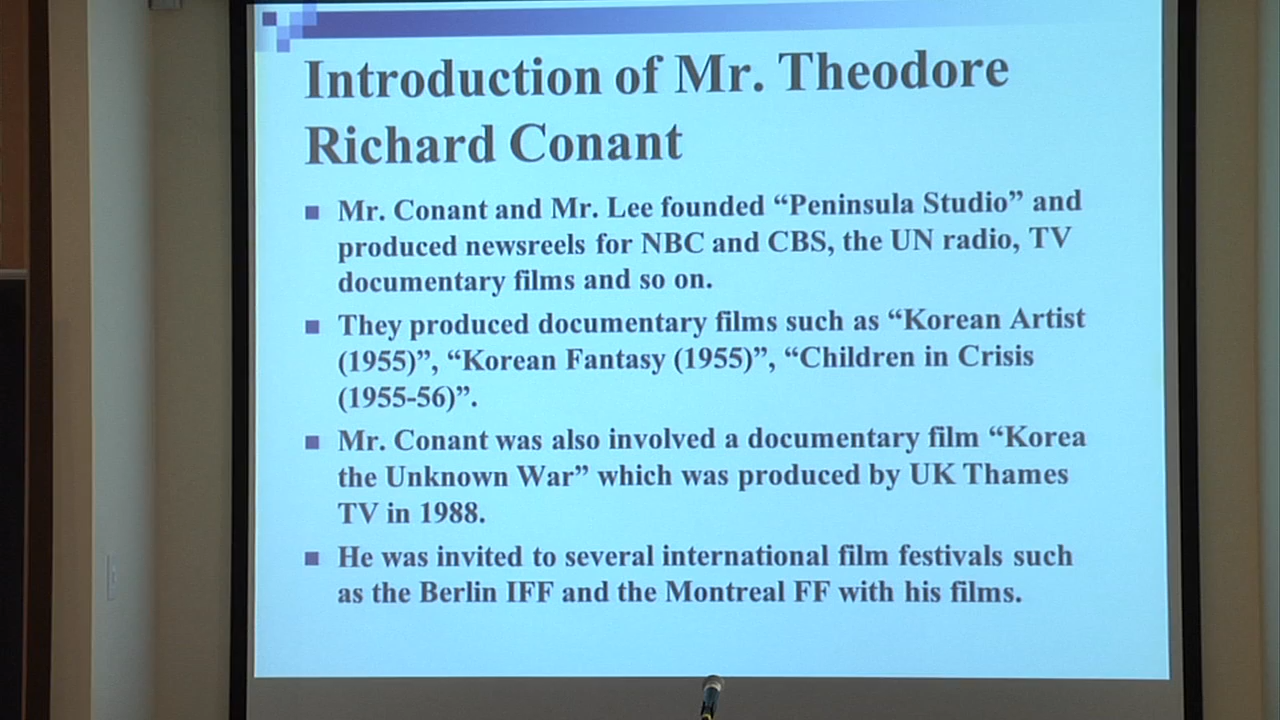 Introduction of Mr. Theodore
Richard Conant
Mr. Conant and Mr. Lee founded “Peninsula Studio” and
produced newsreels for NBC and CBS, the UN radio, TV
documentary films and so on.
They produced documentary films such as “Korean Artist
(1955)”, “Korean Fantasy (1955)”, “Children in Crisis
(1955-56)”.
Mr. Conant was also involved a documentary film “Korea
the Unknown War” which was produced by UK Thames
TV in 1988.
He was invited to several international film festivals such
as the Berlin IFF and the Montreal FF with his films.